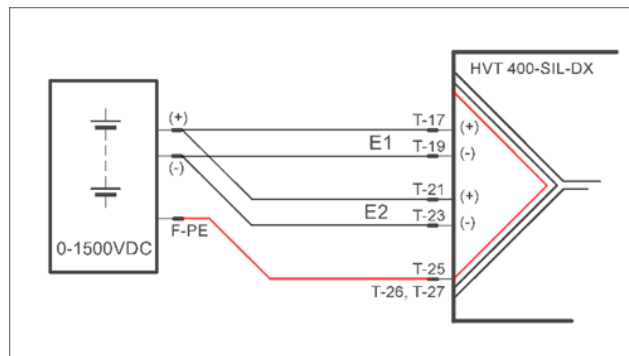 HVT 400-SIL-DX
(+)
T-17
(+)
E1
T-19
(-)
(-)
T-21
(+)
E2
T-23
(-)
F-PE
0-1500VDC
T-25
T-26, T-27